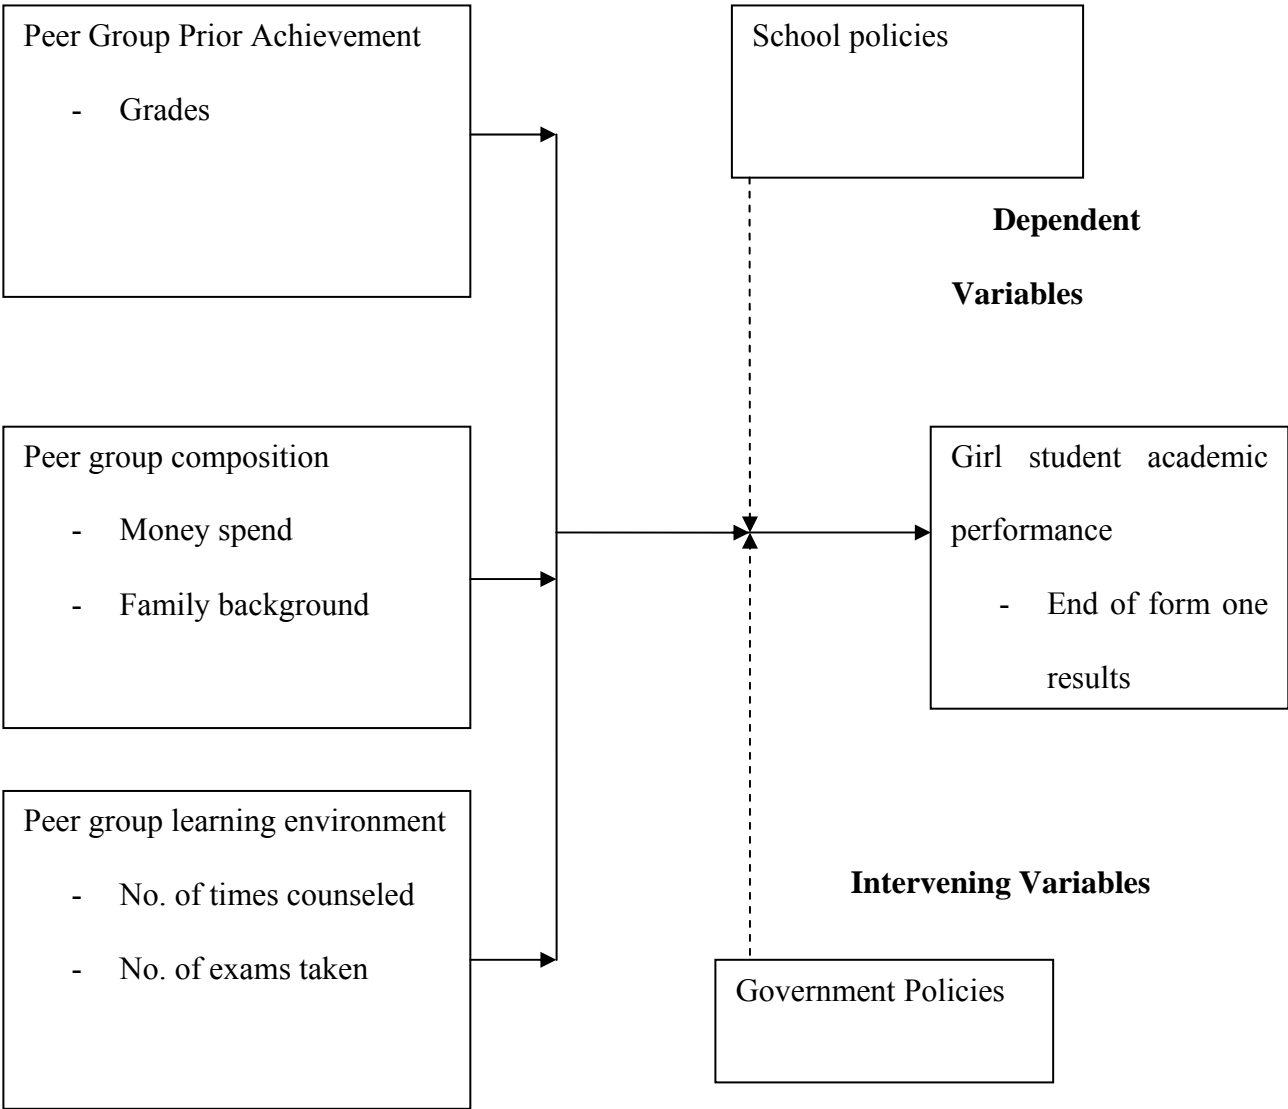 Peer Group Prior Achievement
- Grades
School policies
Dependent
Variables
Peer group composition
- Money spend
- Family background
Girl student academic
performance
- End of form one
results
Peer group learning environment
- No. of times counseled
- No. of exams taken
Intervening Variables
Government Policies